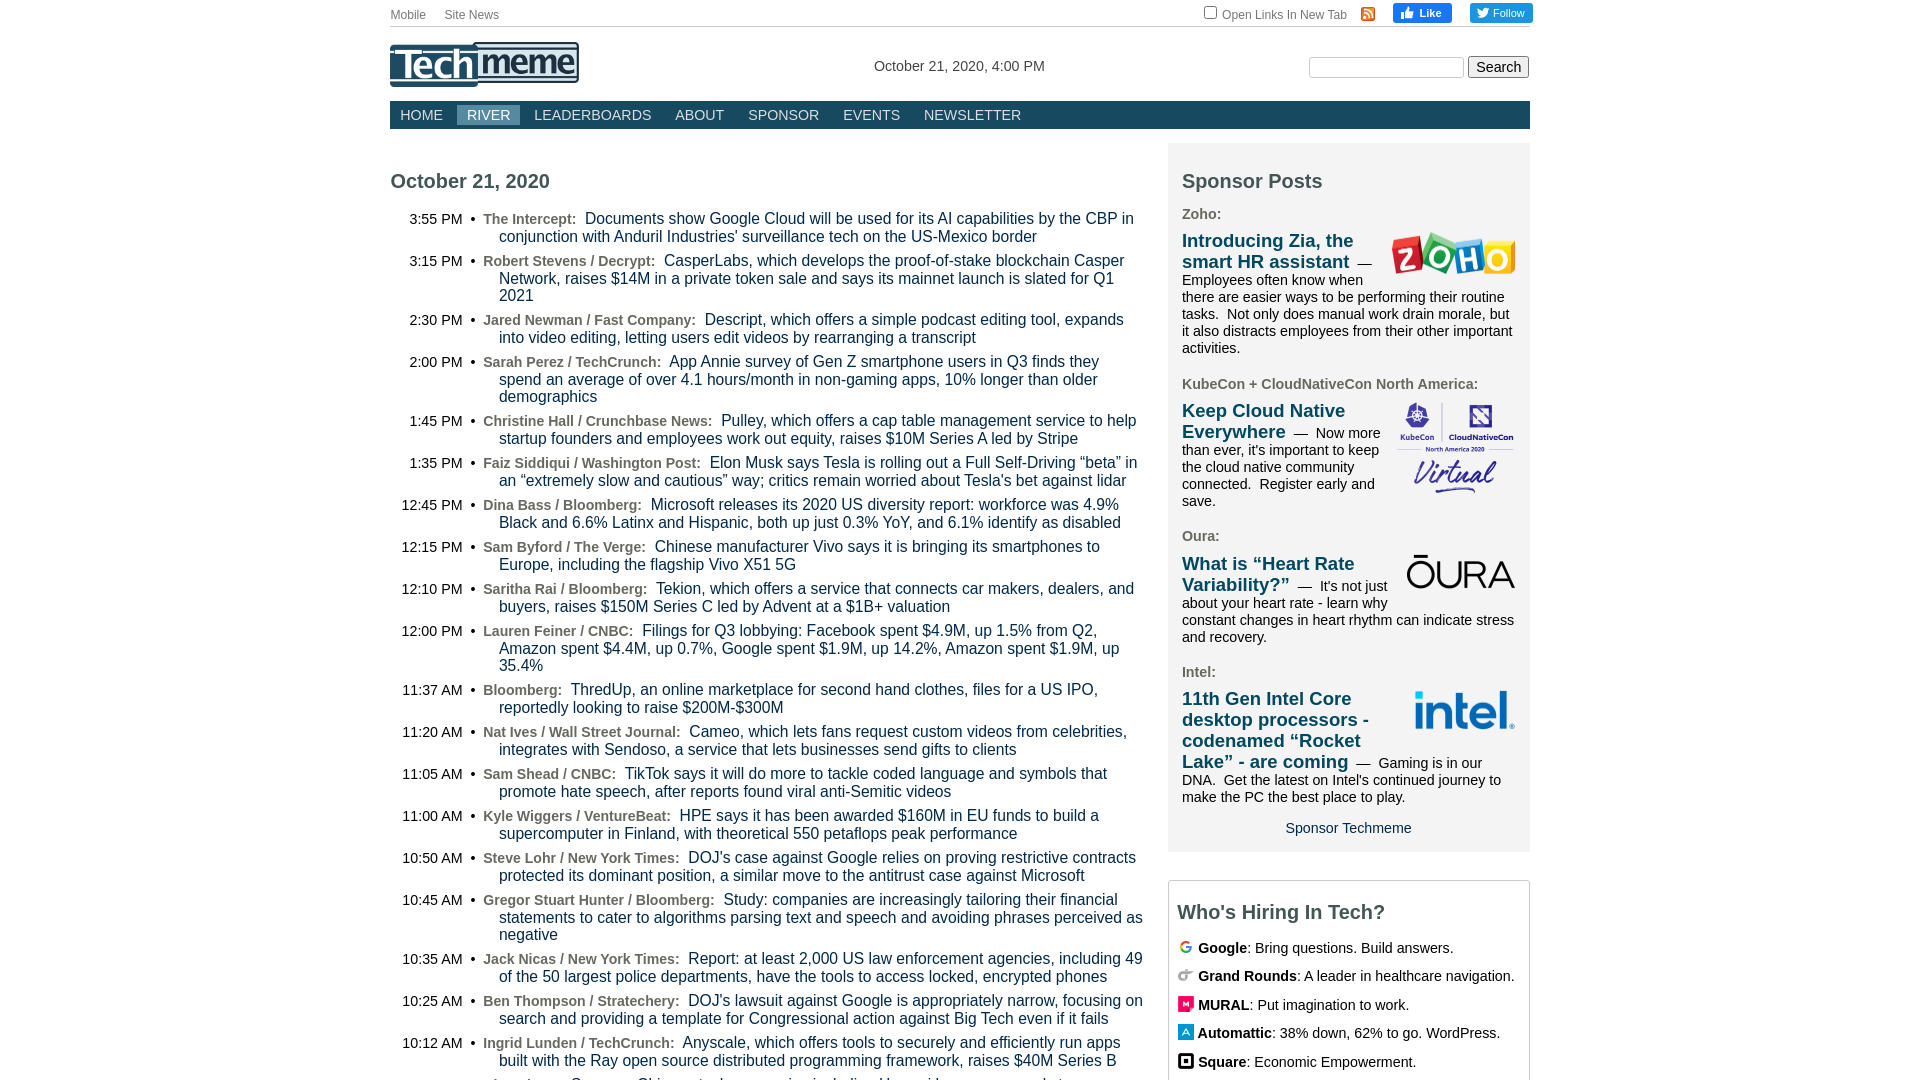 Mobile Site News Open Links In New Tab Like Follow
Techmeme October 21, 2020, 4:00 PM Search
HOME RIVER LEADERBOARDS ABOUT SPONSOR EVENTS NEWSLETTER
October 21, 2020
3:55 PM • The Intercept: Documents show Google Cloud will be used for its AI capabilities by the CBP in
conjunction with Anduril Industries' surveillance tech on the US-Mexico border
3:15 PM • Robert Stevens / Decrypt: CasperLabs, which develops the proof-of-stake blockchain Casper
Network, raises $14M in a private token sale and says its mainnet launch is slated for Q1
2021
2:30 PM • Jared Newman / Fast Company: Descript, which offers a simple podcast editing tool, expands
into video editing, letting users edit videos by rearranging a transcript
2:00 PM • Sarah Perez / TechCrunch: App Annie survey of Gen Z smartphone users in Q3 finds they
spend an average of over 4.1 hours/month in non-gaming apps, 10% longer than older
demographics
1:45 PM • Christine Hall / Crunchbase News: Pulley, which offers a cap table management service to help
startup founders and employees work out equity, raises $10M Series A led by Stripe
1:35 PM • Faiz Siddiqui / Washington Post: Elon Musk says Tesla is rolling out a Full Self-Driving “beta” in
an “extremely slow and cautious” way; critics remain worried about Tesla's bet against lidar
12:45 PM • Dina Bass / Bloomberg: Microsoft releases its 2020 US diversity report: workforce was 4.9%
Black and 6.6% Latinx and Hispanic, both up just 0.3% YoY, and 6.1% identify as disabled
12:15 PM • Sam Byford / The Verge: Chinese manufacturer Vivo says it is bringing its smartphones to
Europe, including the flagship Vivo X51 5G
12:10 PM • Saritha Rai / Bloomberg: Tekion, which offers a service that connects car makers, dealers, and
buyers, raises $150M Series C led by Advent at a $1B+ valuation
12:00 PM • Lauren Feiner / CNBC: Filings for Q3 lobbying: Facebook spent $4.9M, up 1.5% from Q2,
Amazon spent $4.4M, up 0.7%, Google spent $1.9M, up 14.2%, Amazon spent $1.9M, up
35.4%
11:37 AM • Bloomberg: ThredUp, an online marketplace for second hand clothes, files for a US IPO,
reportedly looking to raise $200M-$300M
11:20 AM • Nat Ives / Wall Street Journal: Cameo, which lets fans request custom videos from celebrities,
integrates with Sendoso, a service that lets businesses send gifts to clients
11:05 AM • Sam Shead / CNBC: TikTok says it will do more to tackle coded language and symbols that
promote hate speech, after reports found viral anti-Semitic videos
11:00 AM • Kyle Wiggers / VentureBeat: HPE says it has been awarded $160M in EU funds to build a
supercomputer in Finland, with theoretical 550 petaflops peak performance
10:50 AM • Steve Lohr / New York Times: DOJ's case against Google relies on proving restrictive contracts
protected its dominant position, a similar move to the antitrust case against Microsoft
10:45 AM • Gregor Stuart Hunter / Bloomberg: Study: companies are increasingly tailoring their financial
statements to cater to algorithms parsing text and speech and avoiding phrases perceived as
negative
10:35 AM • Jack Nicas / New York Times: Report: at least 2,000 US law enforcement agencies, including 49
of the 50 largest police departments, have the tools to access locked, encrypted phones
10:25 AM • Ben Thompson / Stratechery: DOJ's lawsuit against Google is appropriately narrow, focusing on
search and providing a template for Congressional action against Big Tech even if it fails
10:12 AM • Ingrid Lunden / TechCrunch: Anyscale, which offers tools to securely and efficiently run apps
built with the Ray open source distributed programming framework, raises $40M Series B
Sponsor Posts
Zoho:
Introducing Zia, the
smart HR assistant —
ZOHO
Employees often know when
there are easier ways to be performing their routine
tasks. Not only does manual work drain morale, but
it also distracts employees from their other important
activities.
KubeCon + CloudNativeCon North America:
Keep Cloud Native
Everywhere — Now more
than ever, it's important to keep
the cloud native community
connected. Register early and
save.
KubeCon CloudNativeCon
North America 2020
Virtual
Oura:
What is “Heart Rate
Variability?” — It's not just
ŌURA
about your heart rate - learn why
constant changes in heart rhythm can indicate stress
and recovery.
Intel:
11th Gen Intel Core
desktop processors -
codenamed “Rocket
Lake” - are coming — Gaming is in our
intel®
DNA. Get the latest on Intel's continued journey to
make the PC the best place to play.
Sponsor Techmeme
Who's Hiring In Tech?
Google: Bring questions. Build answers.
Grand Rounds: A leader in healthcare navigation.
MURAL: Put imagination to work.
Automattic: 38% down, 62% to go. WordPress.
Square: Economic Empowerment.